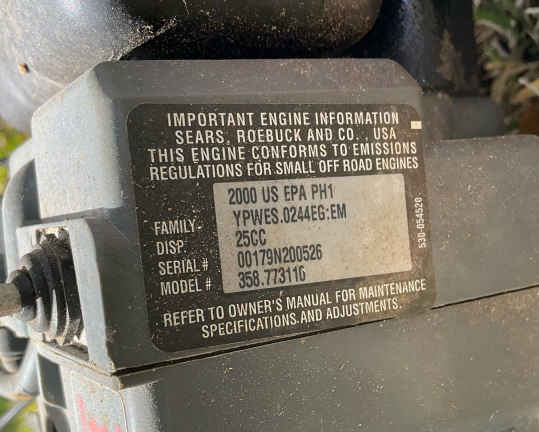 IMPORTANT ENGINE INFORMATION
SEARS, ROEBUCK AND CO., USA
THIS ENGINE CONFORMS TO EMISSIONS
REGULATIONS FOR SMALL OFF ROAD ENGINES
2000 US EPA PH1
FAMILY YPWES.0244EG:EM
DISP. 25CC
SERIAL # 00179N200526
MODEL # 358.773116
530-054520
REFER TO OWNER'S MANUAL FOR MAINTENANCE
SPECIFICATIONS AND ADJUSTMENTS.